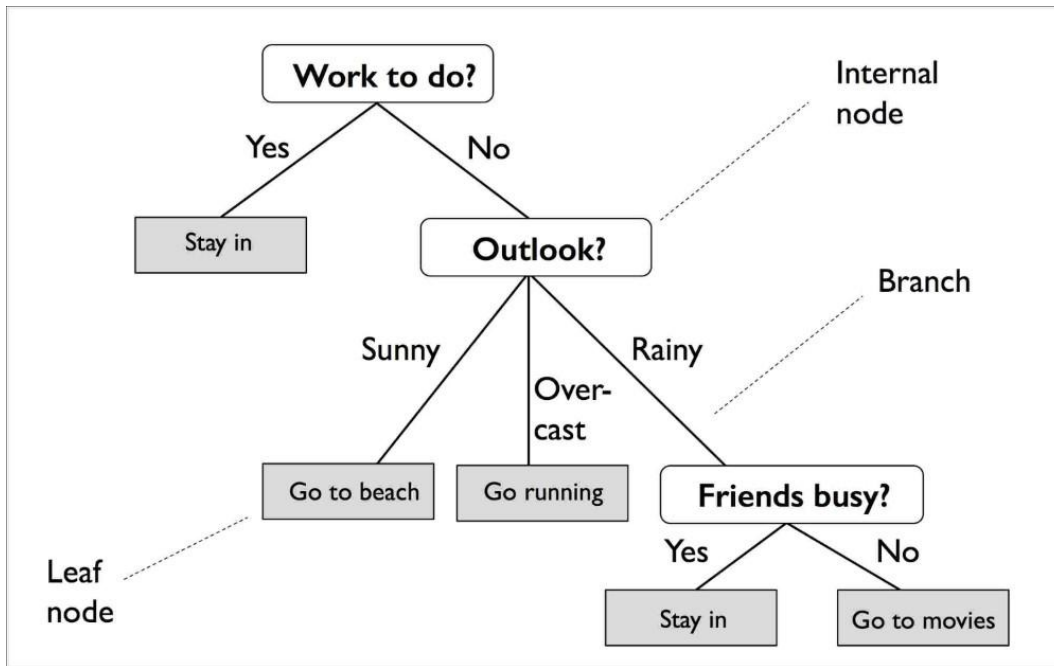 Work to do?
Internal
node
Yes
No
Stay in
Outlook?
Branch
Sunny
Rainy
Over-
cast
Go to beach
Go running
Friends busy?
Leaf
node
Yes
No
Stay in
Go to movies